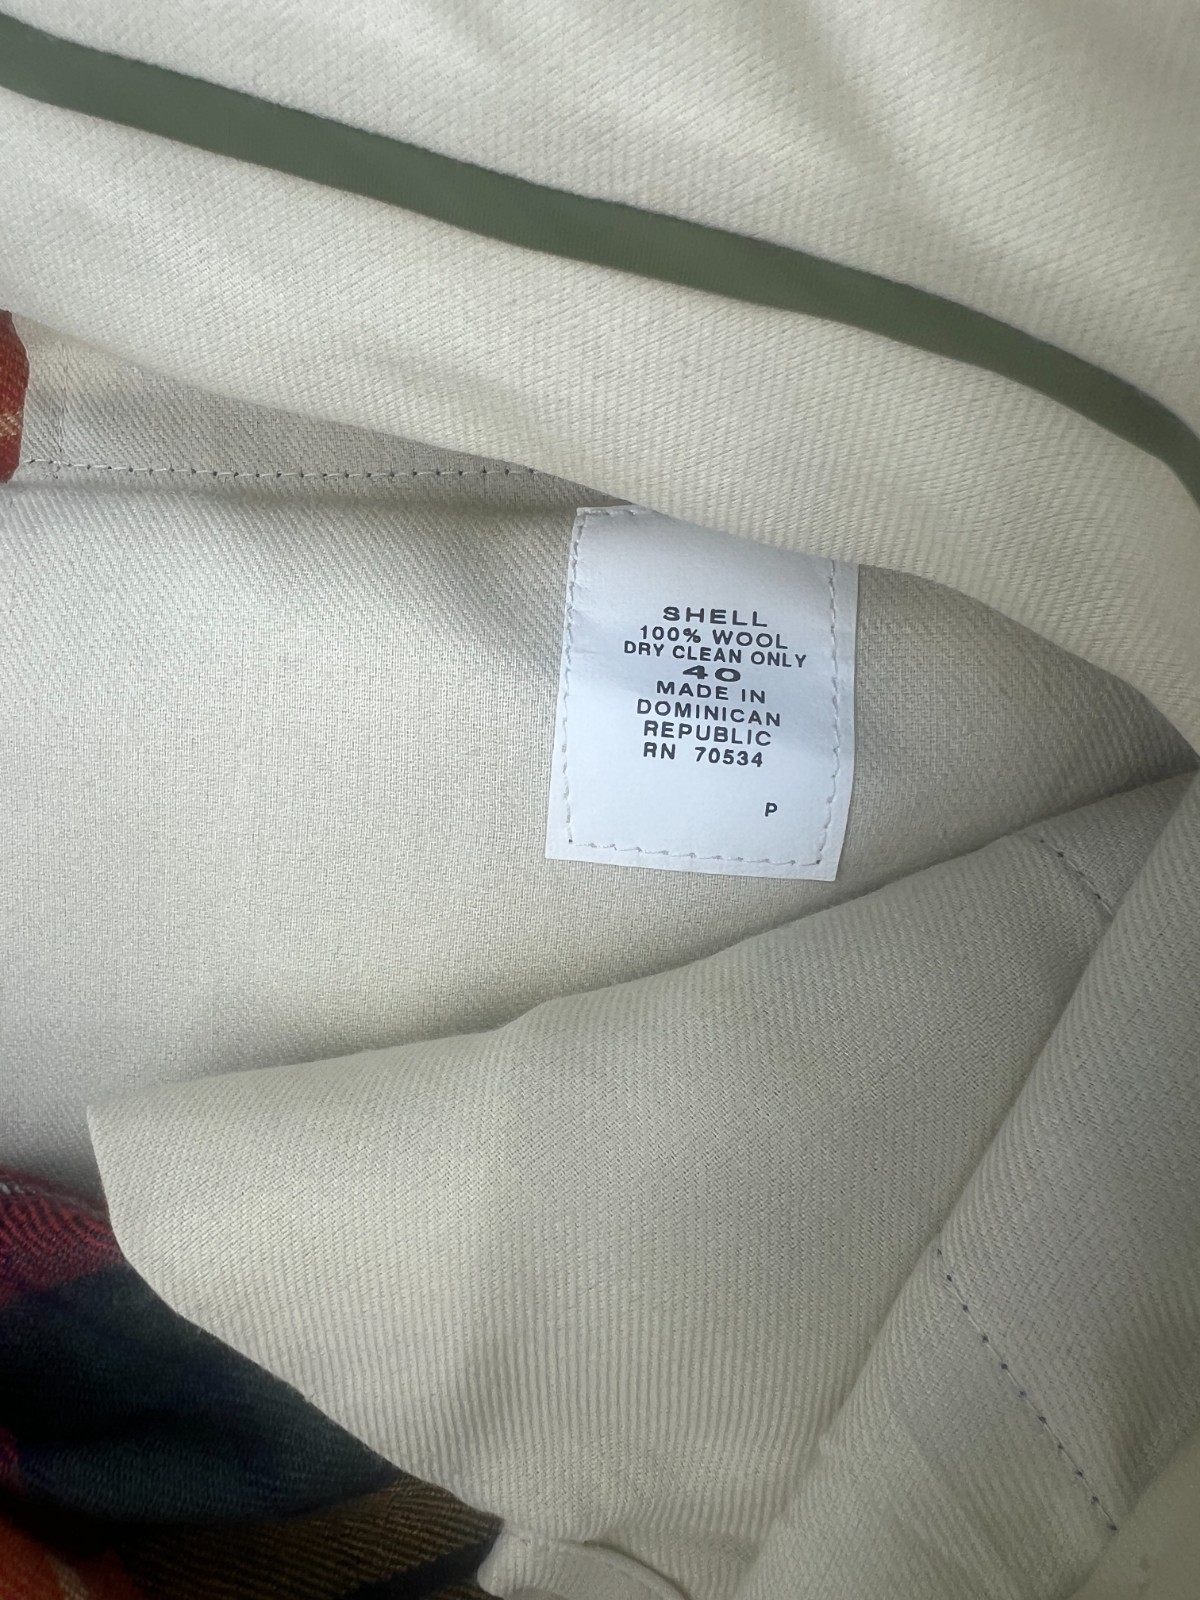 SHELL
100% WOOL
DRY CLEAN ONLY
40
MADE IN
DOMINICAN
REPUBLIC
RN 70534
P